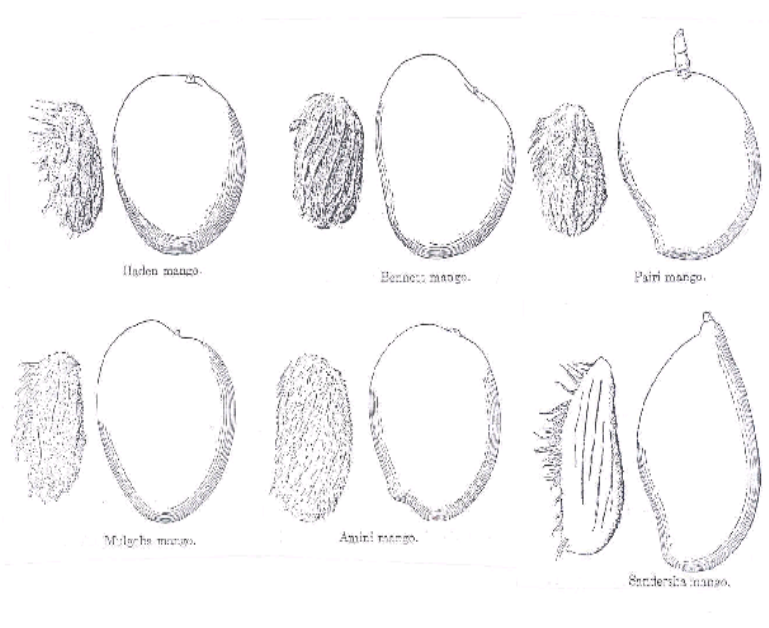 Haden mango.
Bennett mango.
Pairi mango.
Mulgoba mango.
Amini mango.
Sandersha mango.